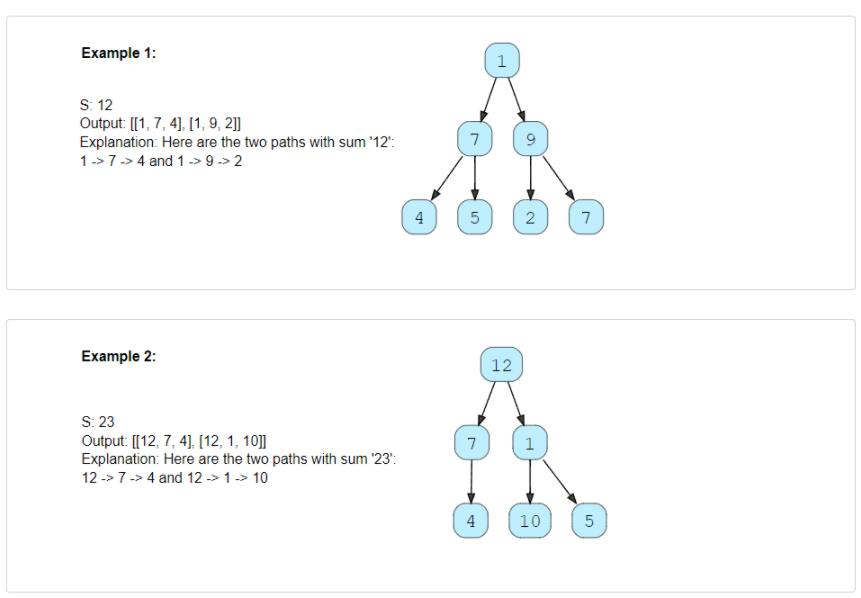 Example 1:
S: 12
Output: [[1, 7, 4], [1, 9, 2]]
Explanation: Here are the two paths with sum '12':
1 -> 7 -> 4 and 1 -> 9 -> 2
1
7 9
4 5 2 7
Example 2:
S: 23
Output: [[12, 7, 4], [12, 1, 10]]
Explanation: Here are the two paths with sum '23':
12 -> 7 -> 4 and 12 -> 1 -> 10
12
7 1
4 10 5